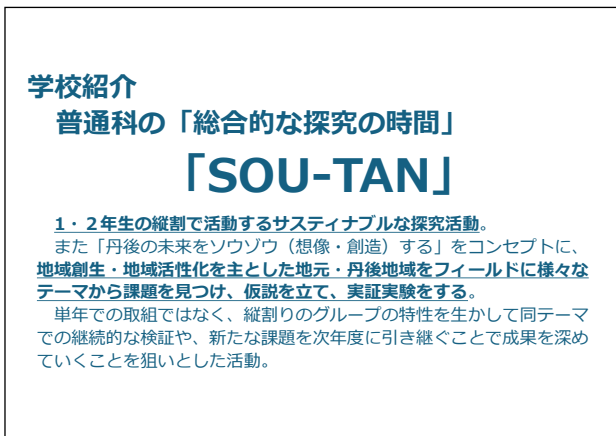 学校紹介
普通科の「総合的な探究の時間」
「SOU-TAN」
1・２年生の縦割で活動するサスティナブルな探究活動。
また「丹後の未来をソウゾウ（想像・創造）する」をコンセプトに、
地域創生・地域活性化を主とした地元・丹後地域をフィールドに様々な
テーマから課題を見つけ、仮説を立て、実証実験をする。
単年での取組ではなく、縦割りのグループの特性を生かして同テーマ
での継続的な検証や、新たな課題を次年度に引き継ぐことで成果を深め
ていくことを狙いとした活動。